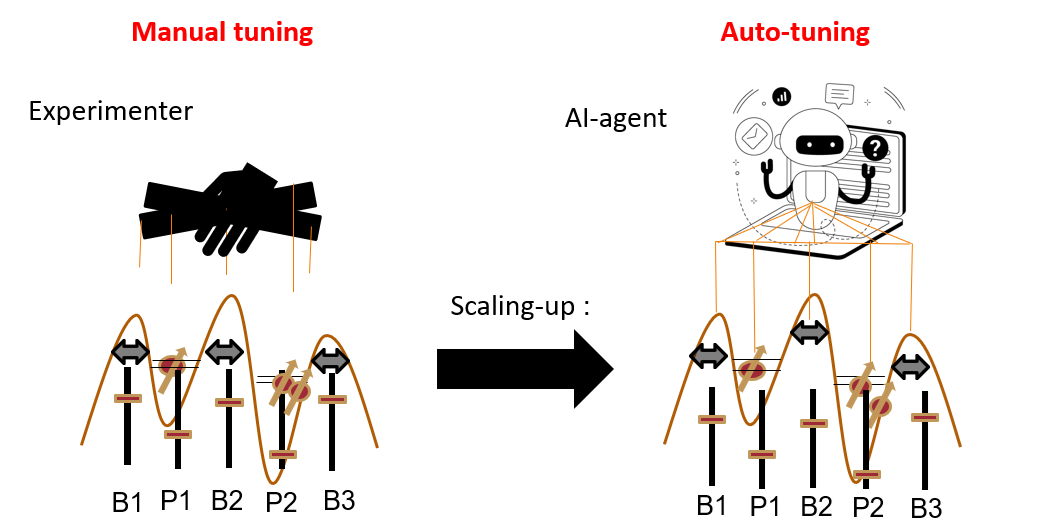 Manual tuning
Auto-tuning
Experimenter
AI-agent
?
Scaling-up :
B1 P1 B2 P2 B3
B1 P1 B2 P2 B3